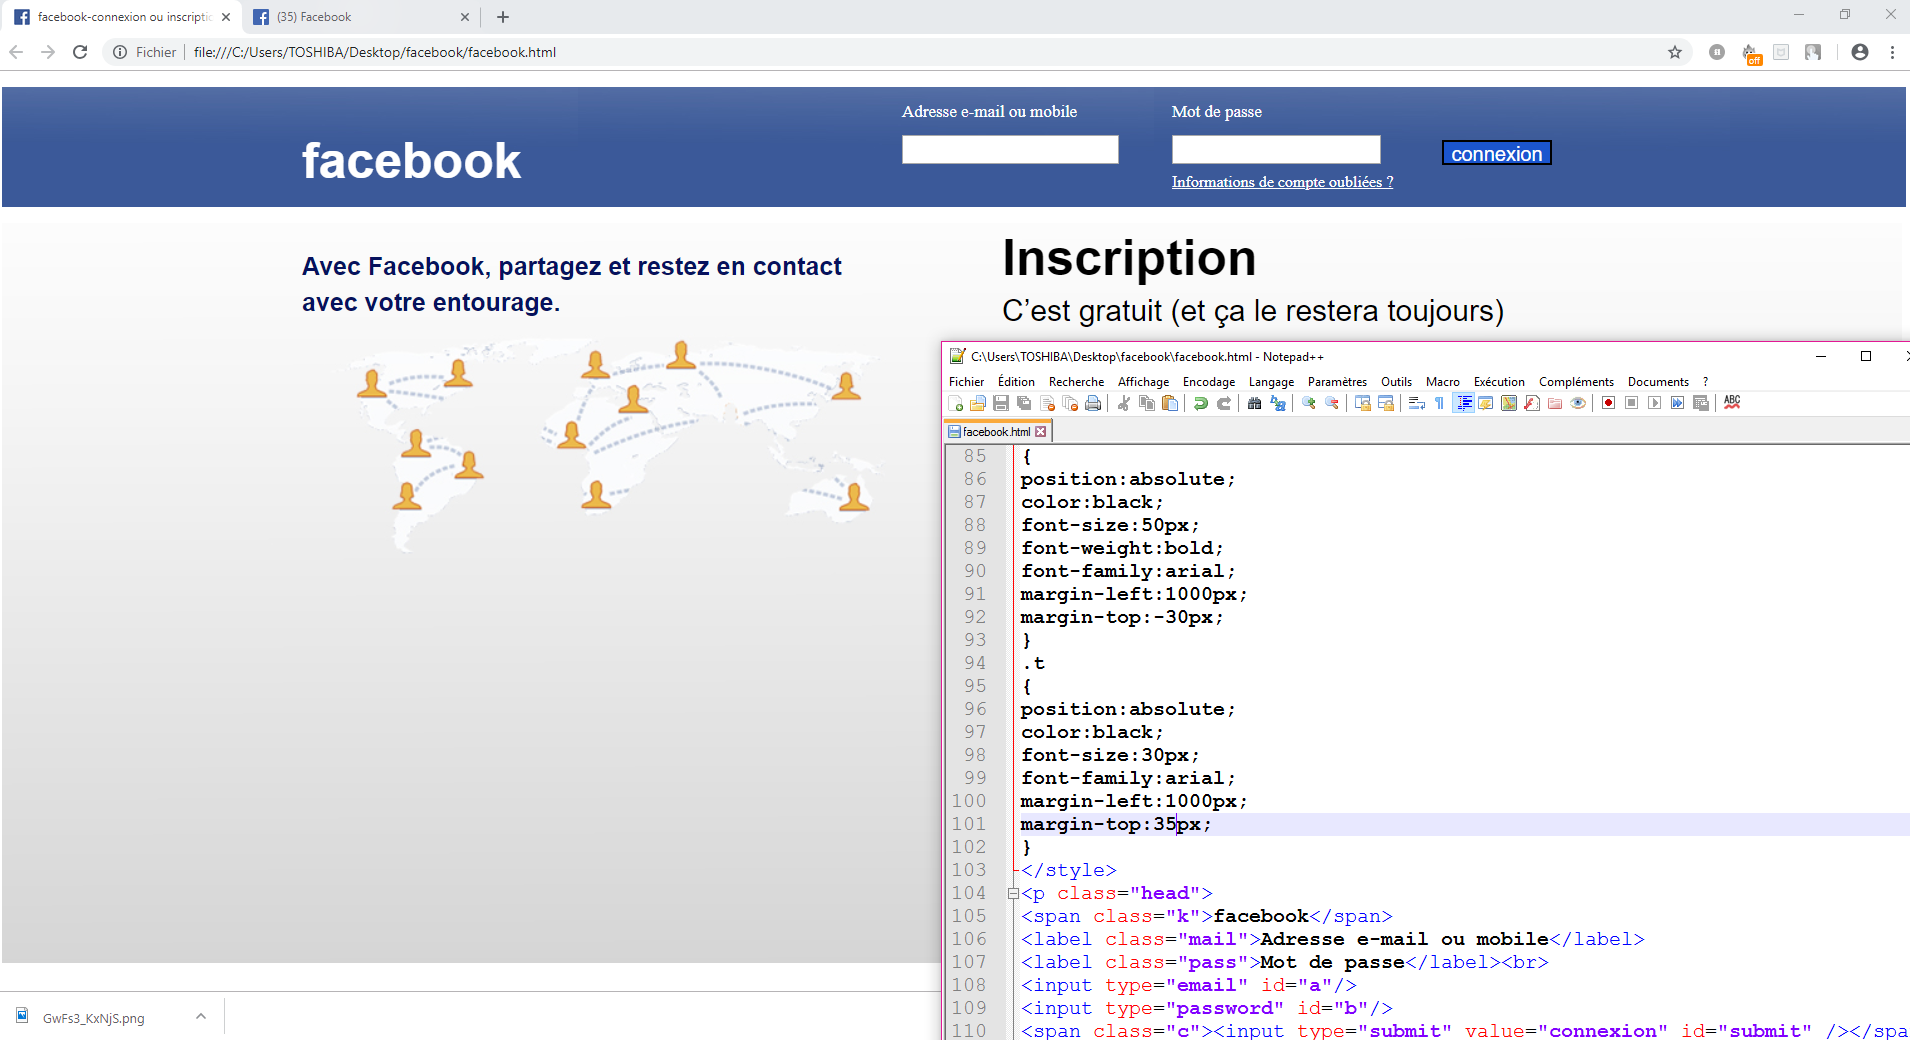 facebook-connexion ou inscriptio
(35) Facebook
Fichier
file:///C:/Users/TOSHIBA/Desktop/facebook/facebook.html
off
Adresse e-mail ou mobile
Mot de passe
facebook
connexion
Informations de compte oubliées ?
Avec Facebook, partagez et restez en contact
avec votre entourage.
Inscription
C’est gratuit (et ça le restera toujours)
C:\Users\TOSHIBA\Desktop\facebook\facebook.html - Notepad++
Fichier Édition Recherche Affichage Encodage Langage Paramètres Outils Macro Exécution Compléments Documents ?
ABC
facebook.html
85 {
86 position:absolute;
87 color:black;
88 font-size:50px;
89 font-weight:bold;
90 font-family:arial;
91 margin-left:1000px;
92 margin-top:-30px;
93 }
94 .t
95 {
96 position:absolute;
97 color:black;
98 font-size:30px;
99 font-family:arial;
100 margin-left:1000px;
101 margin-top:35px;
102 }
103 </style>
104 <p class="head">
105 <span class="k">facebook</span>
106 <label class="mail">Adresse e-mail ou mobile</label>
107 <label class="pass">Mot de passe</label><br>
108 <input type="email" id="a"/>
109 <input type="password" id="b"/>
110 <span class="c"><input type="submit" value="connexion" id="submit" /></spa
GwFs3_KxNjS.png